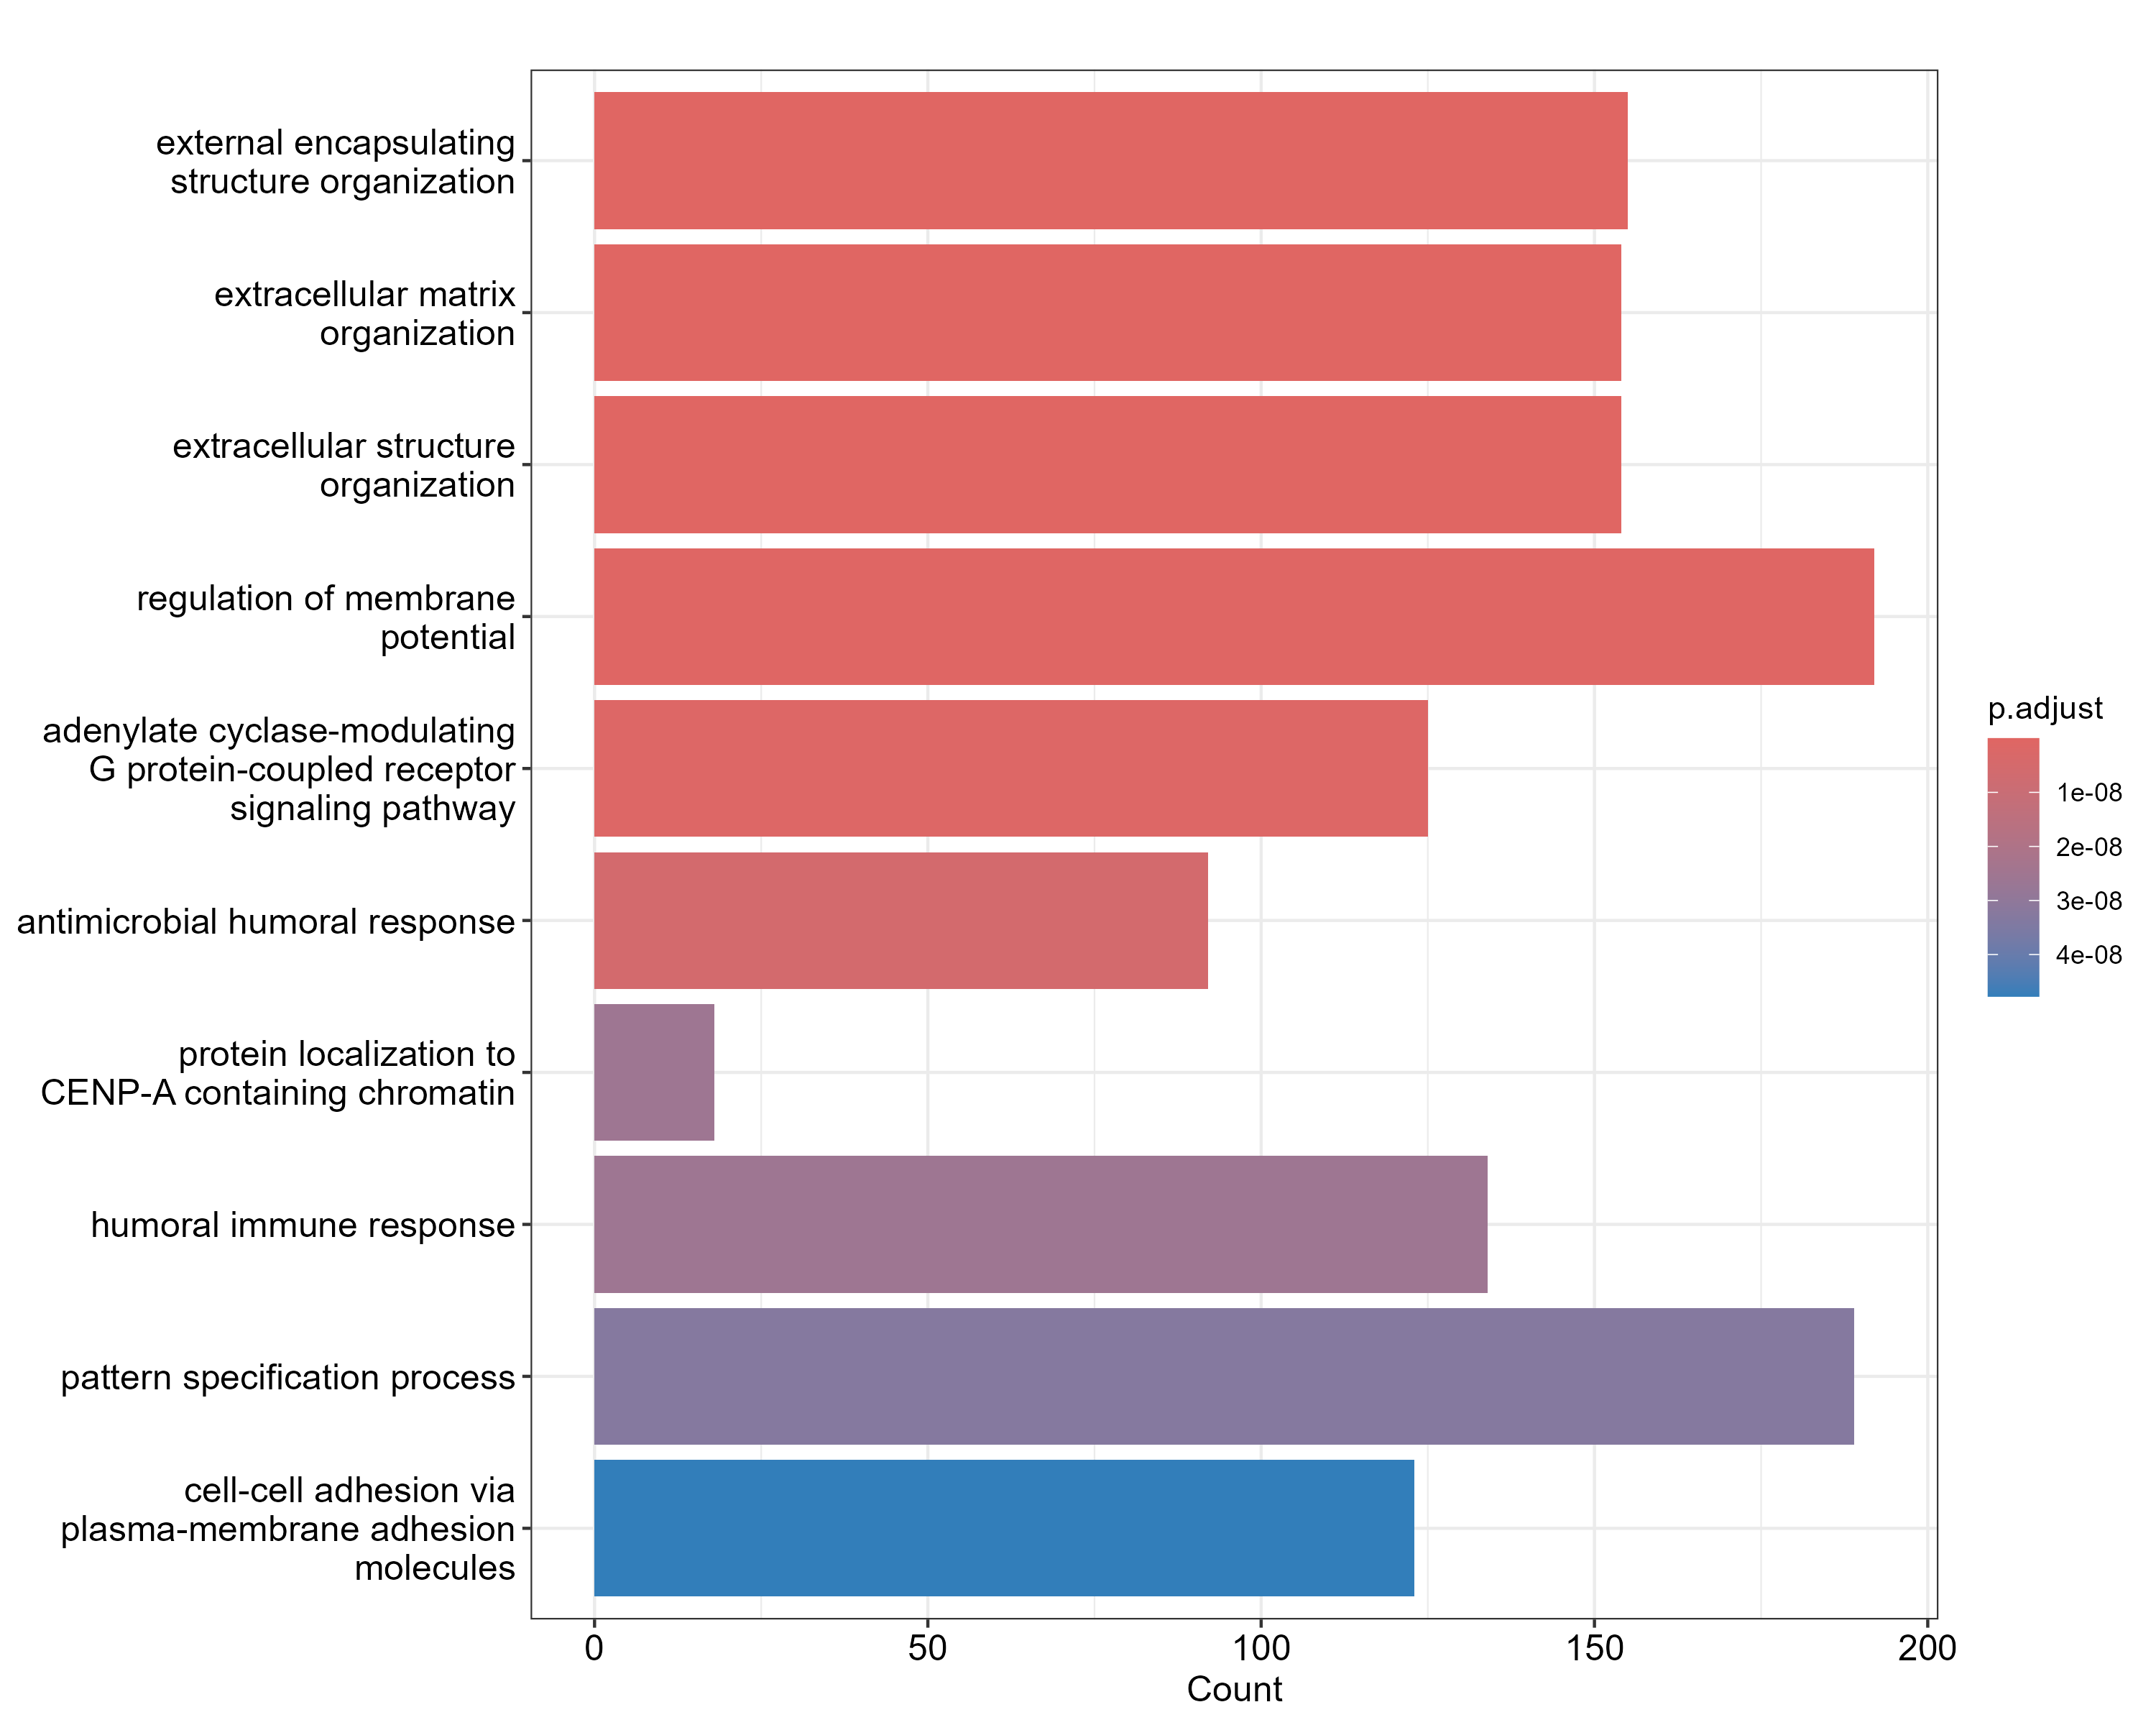 external encapsulating
structure organization
extracellular matrix
organization
extracellular structure
organization
regulation of membrane
potential
adenylate cyclase-modulating
G protein-coupled receptor
signaling pathway
antimicrobial humoral response
protein localization to
CENP-A containing chromatin
humoral immune response
pattern specification process
cell-cell adhesion via
plasma-membrane adhesion
molecules
0 50 100 150 200
Count
p.adjust
1e-08
2e-08
3e-08
4e-08